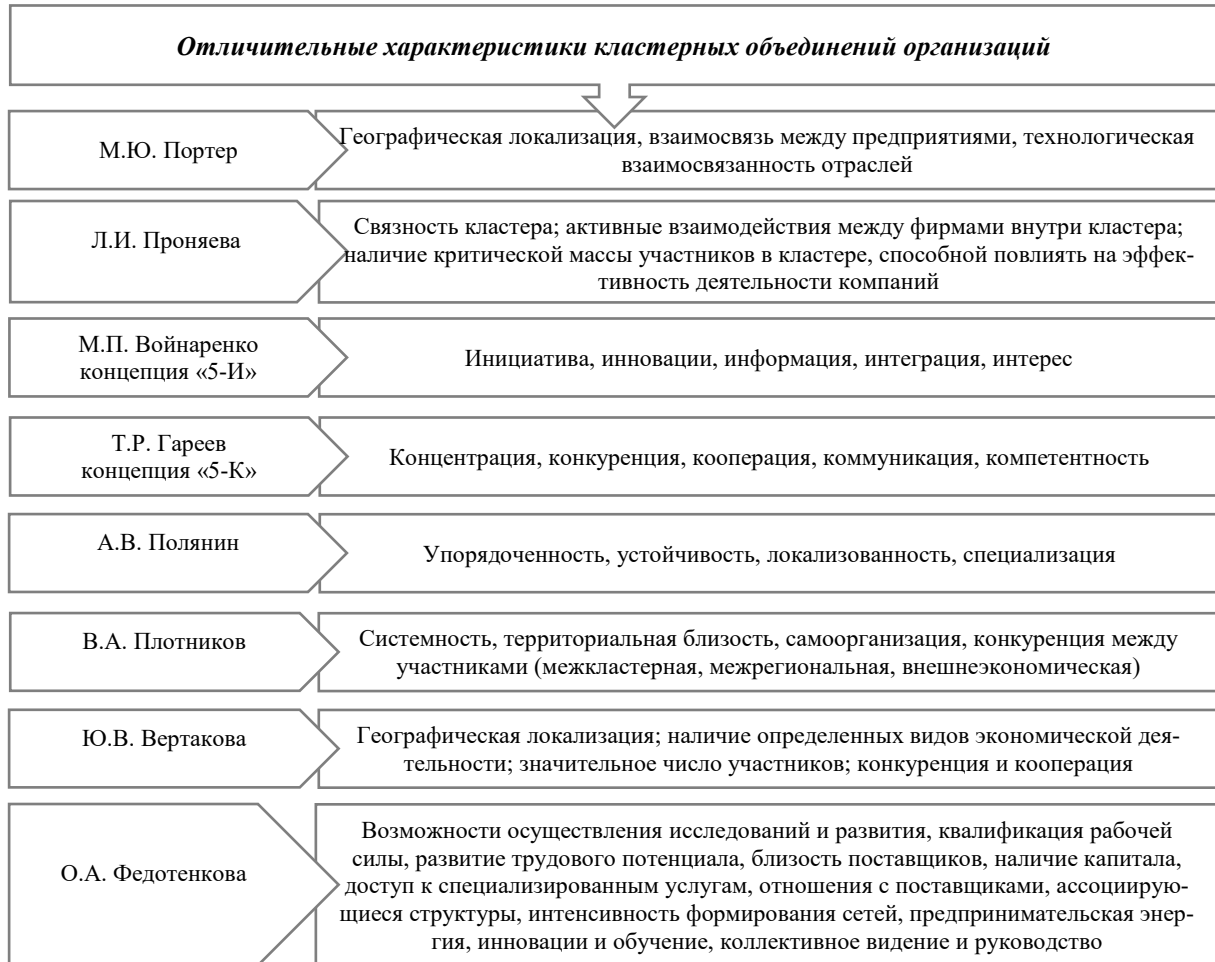 Отличительные характеристики кластерных объединений организаций
М.Ю. Портер
Географическая локализация, взаимосвязь между предприятиями, технологическая
взаимосвязанность отраслей
Л.И. Проняева
Связность кластера; активные взаимодействия между фирмами внутри кластера;
наличие критической массы участников в кластере, способной повлиять на эффек-
тивность деятельности компаний
М.П. Войнаренко
концепция «5-И»
Инициатива, инновации, информация, интеграция, интерес
Т.Р. Гареев
концепция «5-К»
Концентрация, конкуренция, кооперация, коммуникация, компетентность
А.В. Полянин
Упорядоченность, устойчивость, локализованность, специализация
В.А. Плотников
Системность, территориальная близость, самоорганизация, конкуренция между
участниками (межкластерная, межрегиональная, внешнеэкономическая)
Ю.В. Вертакова
Географическая локализация; наличие определенных видов экономической дея-
тельности; значительное число участников; конкуренция и кооперация
О.А. Федотенкова
Возможности осуществления исследований и развития, квалификация рабочей
силы, развитие трудового потенциала, близость поставщиков, наличие капитала,
доступ к специализированным услугам, отношения с поставщиками, ассоциирую-
щиеся структуры, интенсивность формирования сетей, предпринимательская энер-
гия, инновации и обучение, коллективное видение и руководство